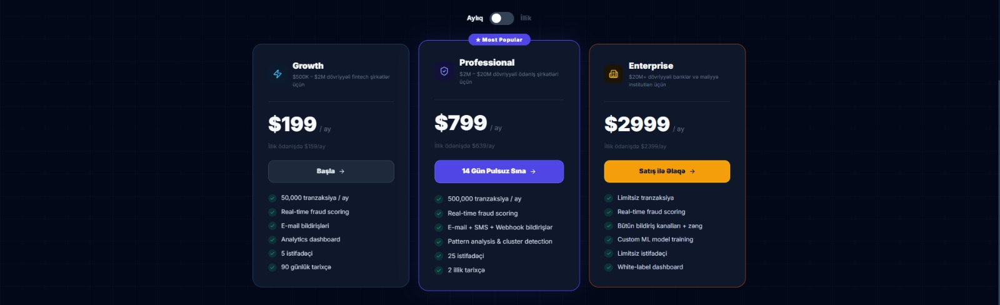 Aylıq İllik
★ Most Popular
Growth
$500K – $2M dövriyyəli fintech şirkətlər
üçün
$199 / ay
İllik ödənişdə $159/ay
Başla →
50,000 tranzaksiya / ay
Real-time fraud scoring
E-mail bildirişləri
Analytics dashboard
5 istifadəçi
90 günlük tarixçə
Professional
$2M – $20M dövriyyəli ödəniş şirkətləri
üçün
$799 / ay
İllik ödənişdə $639/ay
14 Gün Pulsuz Sına →
500,000 tranzaksiya / ay
Real-time fraud scoring
E-mail + SMS + Webhook bildirişlər
Pattern analysis & cluster detection
25 istifadəçi
2 illik tarixçə
Enterprise
$20M+ dövriyyəli banklar və maliyyə
institutları üçün
$2999 / ay
İllik ödənişdə $2399/ay
Satış ilə Əlaqə →
Limitsiz tranzaksiya
Real-time fraud scoring
Bütün bildiriş kanalları + zəng
Custom ML model training
Limitsiz istifadəçi
White-label dashboard